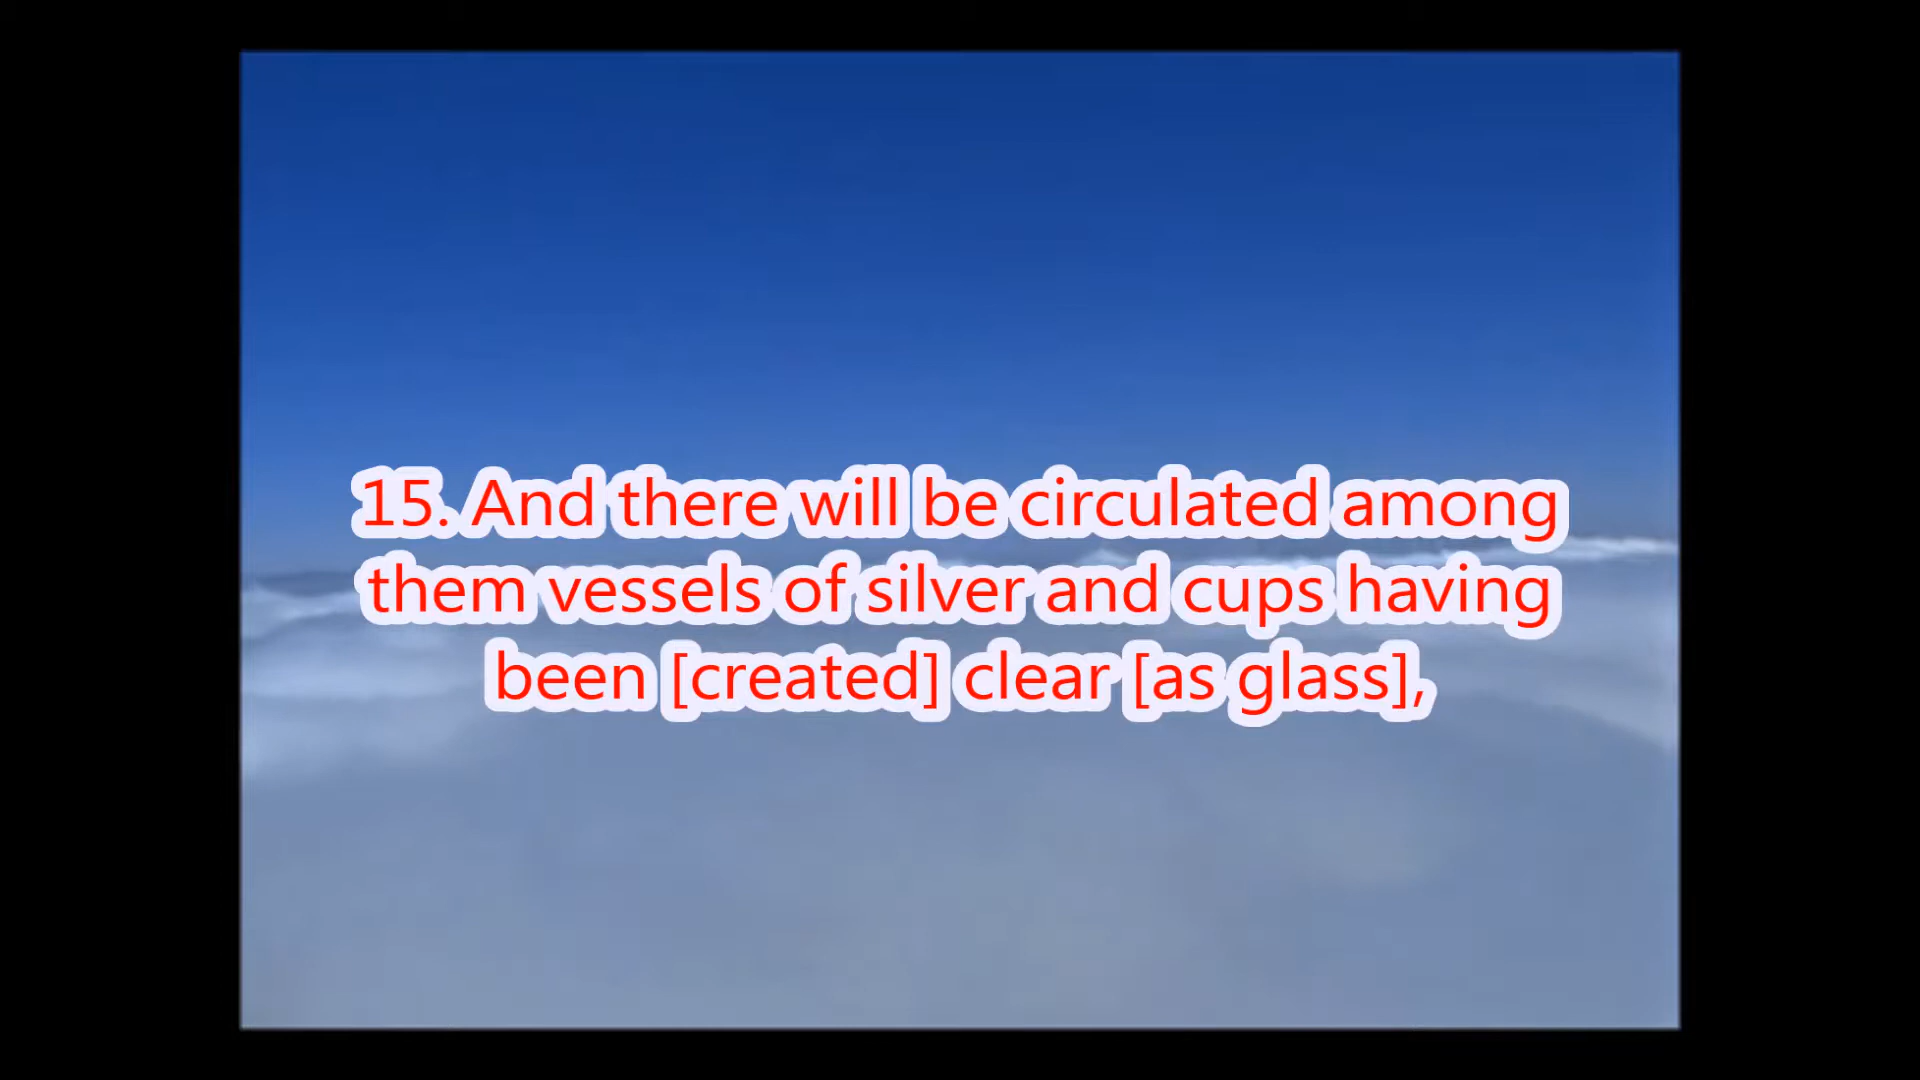 15. And there will be circulated among
them vessels of silver and cups having
been [created] clear [as glass],